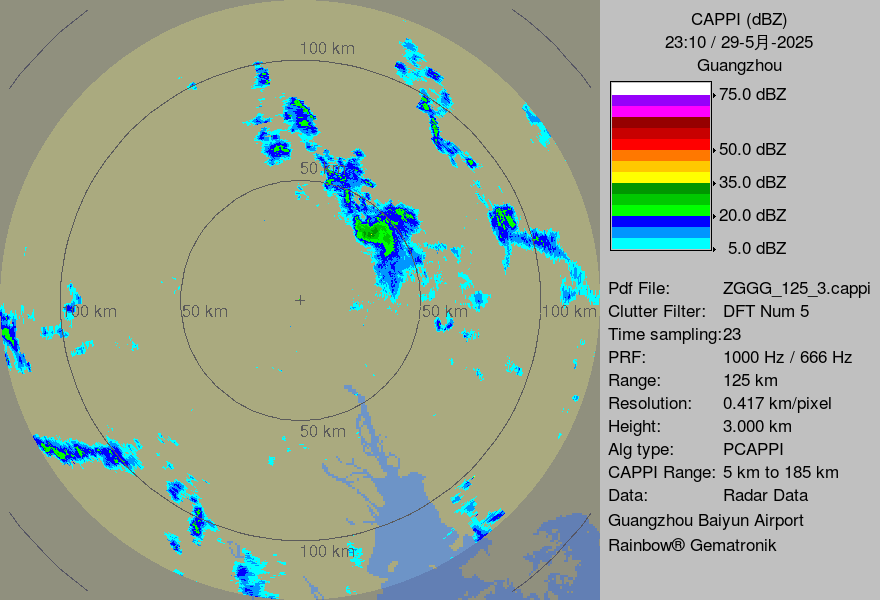 100 km
50 km
100 km
50 km
50 km
100 km
50 km
100 km
CAPPI (dBZ)
23:10 / 29-5月-2025
Guangzhou
75.0 dBZ
50.0 dBZ
35.0 dBZ
20.0 dBZ
5.0 dBZ
Pdf File: ZGGG_125_3.cappi
Clutter Filter: DFT Num 5
Time sampling:23
PRF: 1000 Hz / 666 Hz
Range: 125 km
Resolution: 0.417 km/pixel
Height: 3.000 km
Alg type: PCAPPI
CAPPI Range: 5 km to 185 km
Data: Radar Data
Guangzhou Baiyun Airport
Rainbow® Gematronik